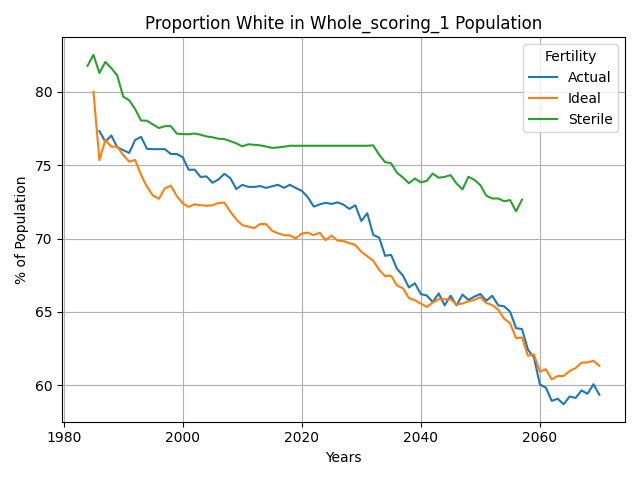 Proportion White in Whole_scoring_1 Population
Fertility
Actual
Ideal
Sterile
% of Population
80
75
70
65
60
1980
2000
2020
2040
2060
Years